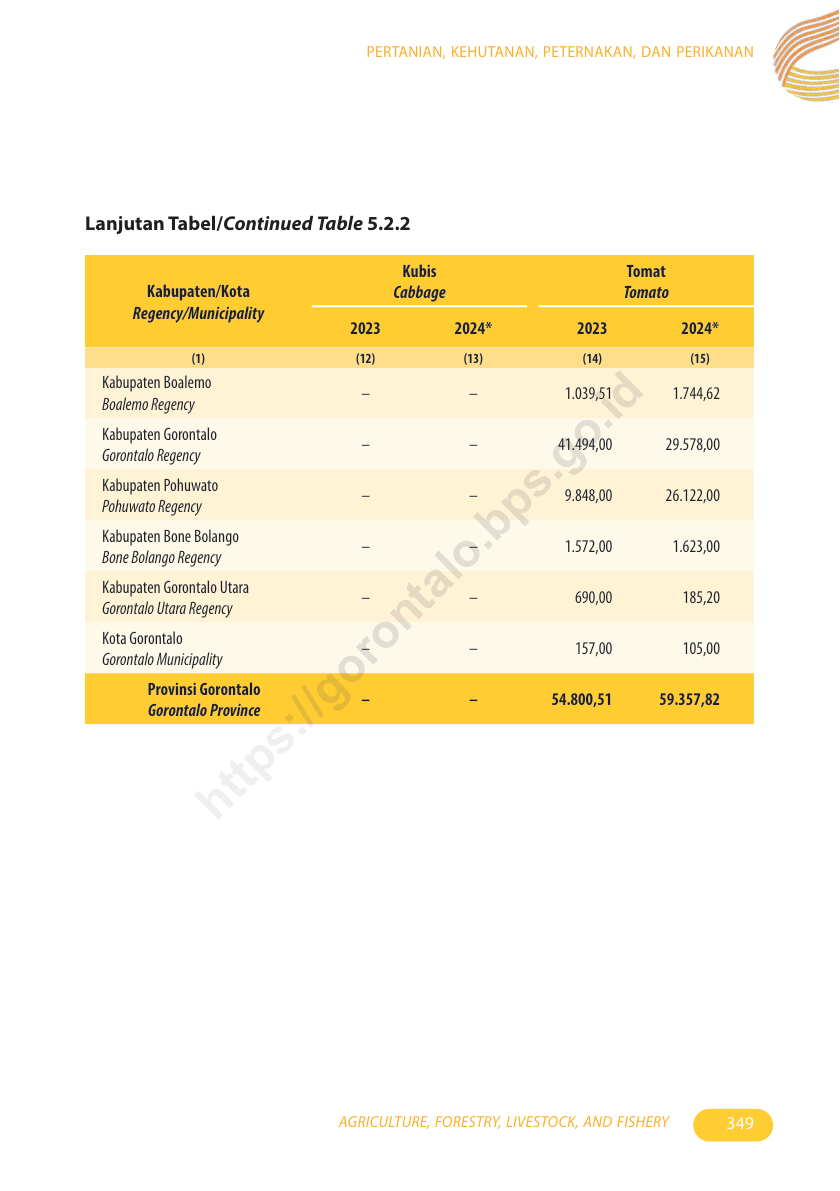 PERTANIAN, KEHUTANAN, PETERNAKAN, DAN PERIKANAN
Lanjutan Tabel/Continued Table 5.2.2
Kabupaten/Kota
Regency/Municipality
Kubis
Cabbage
Tomat
Tomato
2023 2024* 2023 2024*
(1) (12) (13) (14) (15)
Kabupaten Boalemo
Boalemo Regency
– – 1.039,51 1.744,62
Kabupaten Gorontalo
Gorontalo Regency
– – 41.494,00 29.578,00
Kabupaten Pohuwato
Pohuwato Regency
– – 9.848,00 26.122,00
Kabupaten Bone Bolango
Bone Bolango Regency
– – 1.572,00 1.623,00
Kabupaten Gorontalo Utara
Gorontalo Utara Regency
– – 690,00 185,20
Kota Gorontalo
Gorontalo Municipality
– – 157,00 105,00
Provinsi Gorontalo
Gorontalo Province
– – 54.800,51 59.357,82
https://gorontalo.bps.go.id
AGRICULTURE, FORESTRY, LIVESTOCK, AND FISHERY 349